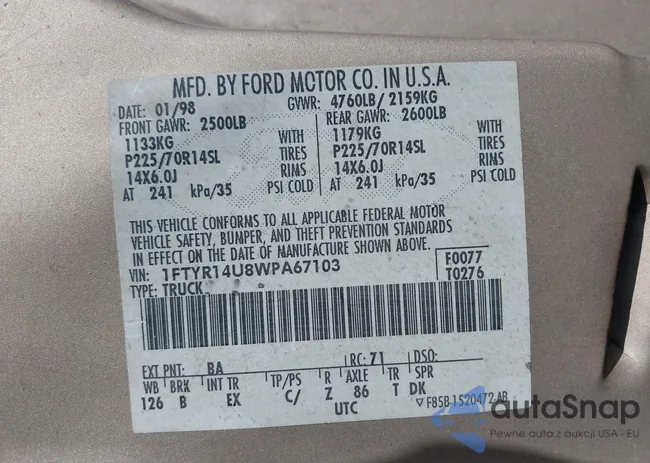 MFD. BY FORD MOTOR CO. IN U.S.A.
DATE: 01/98 GVWR: 4760LB/ 2159KG
FRONT GAWR: 2500LB REAR GAWR: 2600LB
1133KG WITH 1179KG WITH
P225/70R14SL TIRES P225/70R14SL TIRES
14X6.0J RIMS 14X6.0J RIMS
AT 241 kPa/35 PSI COLD AT 241 kPa/35 PSI COLD
THIS VEHICLE CONFORMS TO ALL APPLICABLE FEDERAL MOTOR
VEHICLE SAFETY, BUMPER, AND THEFT PREVENTION STANDARDS
IN EFFECT ON THE DATE OF MANUFACTURE SHOWN ABOVE.
VIN: 1FTYR14U8WPA67103 F0077
TYPE: TRUCK T0276
EXT PNT: BA RC: 71 DSO:
WB BRK INT TR TP/PS R AXLE TR SPR
126 B EX C/ Z 86 T DK
UTC ▽ F85B-1520472-AB
autaSnap
Pewne auto z aukcji USA i EU